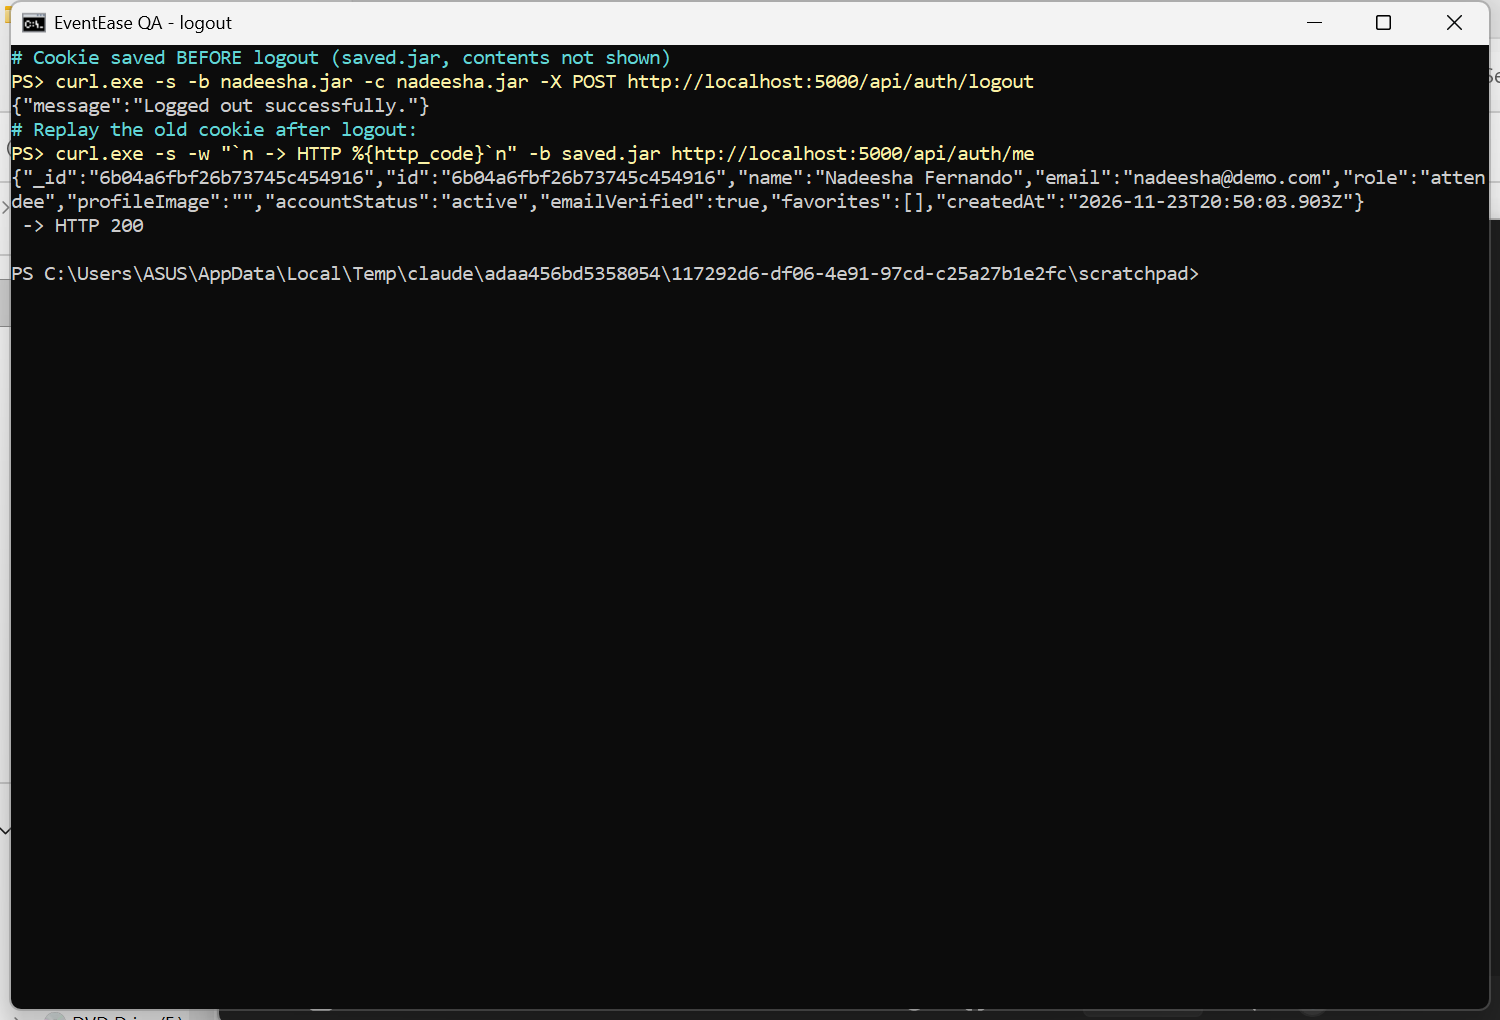 EventEase QA - logout
# Cookie saved BEFORE logout (saved.jar, contents not shown)
PS> curl.exe -s -b nadeesha.jar -c nadeesha.jar -X POST http://localhost:5000/api/auth/logout
{"message":"Logged out successfully."}
# Replay the old cookie after logout:
PS> curl.exe -s -w "`n -> HTTP %{http_code}`n" -b saved.jar http://localhost:5000/api/auth/me
{"_id":"6b04a6fbf26b73745c454916","id":"6b04a6fbf26b73745c454916","name":"Nadeesha Fernando","email":"nadeesha@demo.com","role":"atten
dee","profileImage":"","accountStatus":"active","emailVerified":true,"favorites":[],"createdAt":"2026-11-23T20:50:03.903Z"}
 -> HTTP 200
PS C:\Users\ASUS\AppData\Local\Temp\claude\adaa456bd5358054\117292d6-df06-4e91-97cd-c25a27b1e2fc\scratchpad>